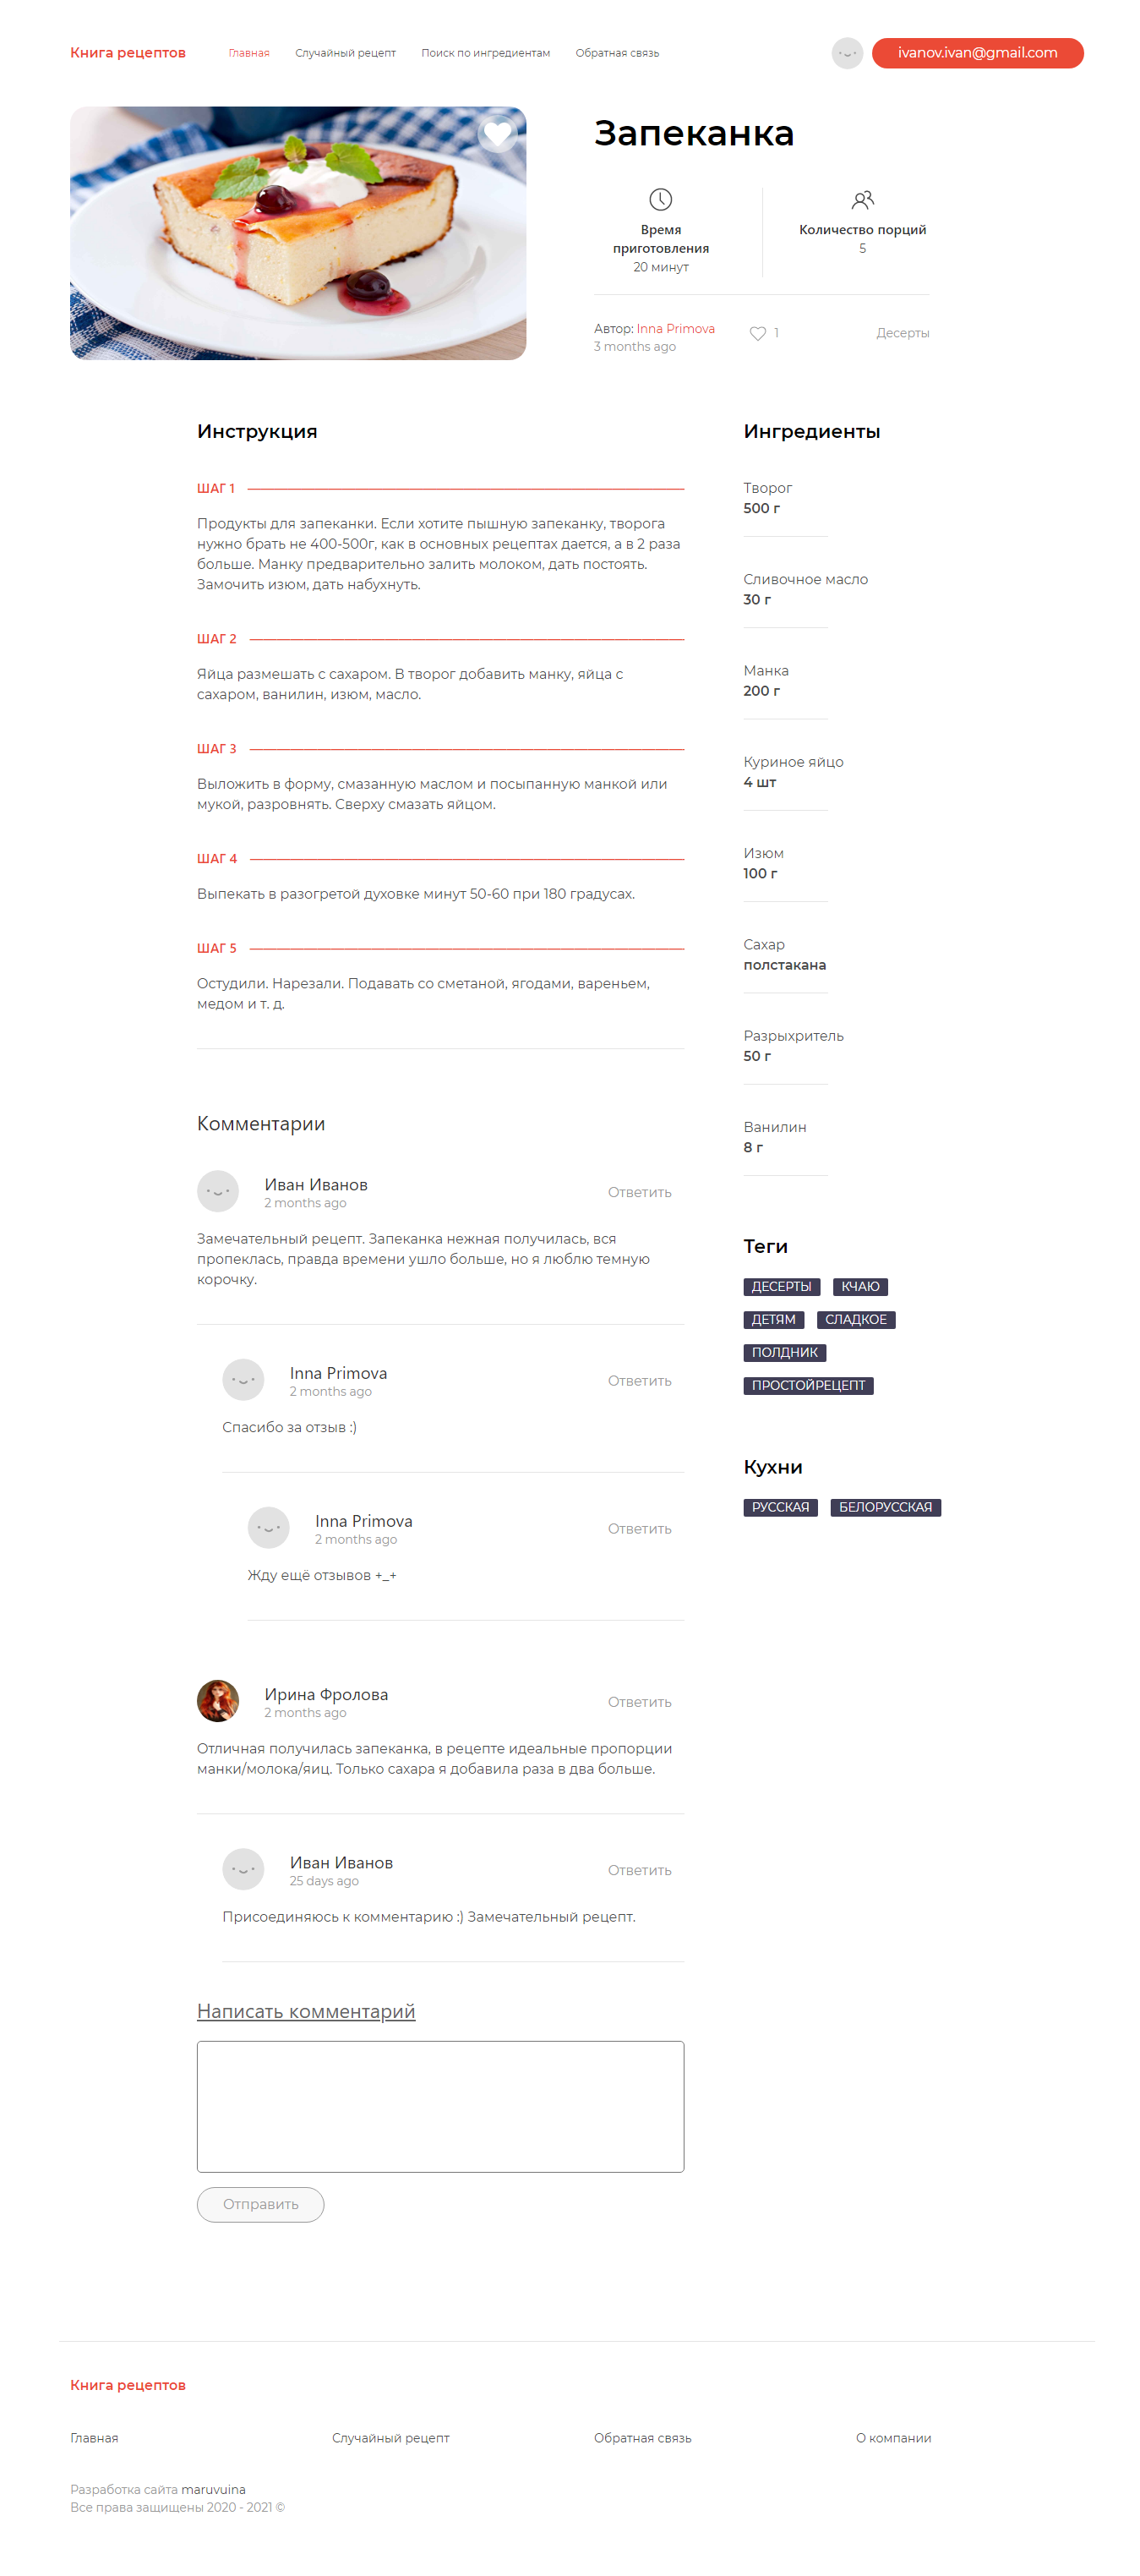 Книга рецептов
Главная
Случайный рецепт
Поиск по ингредиентам
Обратная связь
ivanov.ivan@gmail.com
Запеканка
Время
приготовления
20 минут
Количество порций
5
Автор: Inna Primova
3 months ago
1
Десерты
Инструкция
ШАГ 1
Продукты для запеканки. Если хотите пышную запеканку, творога
нужно брать не 400-500г, как в основных рецептах дается, а в 2 раза
больше. Манку предварительно залить молоком, дать постоять.
Замочить изюм, дать набухнуть.
ШАГ 2
Яйца размешать с сахаром. В творог добавить манку, яйца с
сахаром, ванилин, изюм, масло.
ШАГ 3
Выложить в форму, смазанную маслом и посыпанную манкой или
мукой, разровнять. Сверху смазать яйцом.
ШАГ 4
Выпекать в разогретой духовке минут 50-60 при 180 градусах.
ШАГ 5
Остудили. Нарезали. Подавать со сметаной, ягодами, вареньем,
медом и т. д.
Ингредиенты
Творог
500 г
Сливочное масло
30 г
Манка
200 г
Куриное яйцо
4 шт
Изюм
100 г
Сахар
полстакана
Разрыхритель
50 г
Ванилин
8 г
Теги
ДЕСЕРТЫ
КЧАЮ
ДЕТЯМ
СЛАДКОЕ
ПОЛДНИК
ПРОСТОЙРЕЦЕПТ
Кухни
РУССКАЯ
БЕЛОРУССКАЯ
Комментарии
Иван Иванов
2 months ago
Ответить
Замечательный рецепт. Запеканка нежная получилась, вся
пропеклась, правда времени ушло больше, но я люблю темную
корочку.
Inna Primova
2 months ago
Ответить
Спасибо за отзыв :)
Inna Primova
2 months ago
Ответить
Жду ещё отзывов +_+
Ирина Фролова
2 months ago
Ответить
Отличная получилась запеканка, в рецепте идеальные пропорции
манки/молока/яиц. Только сахара я добавила раза в два больше.
Иван Иванов
25 days ago
Ответить
Присоединяюсь к комментарию :) Замечательный рецепт.
Написать комментарий
Отправить
Книга рецептов
Главная
Случайный рецепт
Обратная связь
О компании
Разработка сайта maruvuina
Все права защищены 2020 - 2021 ©